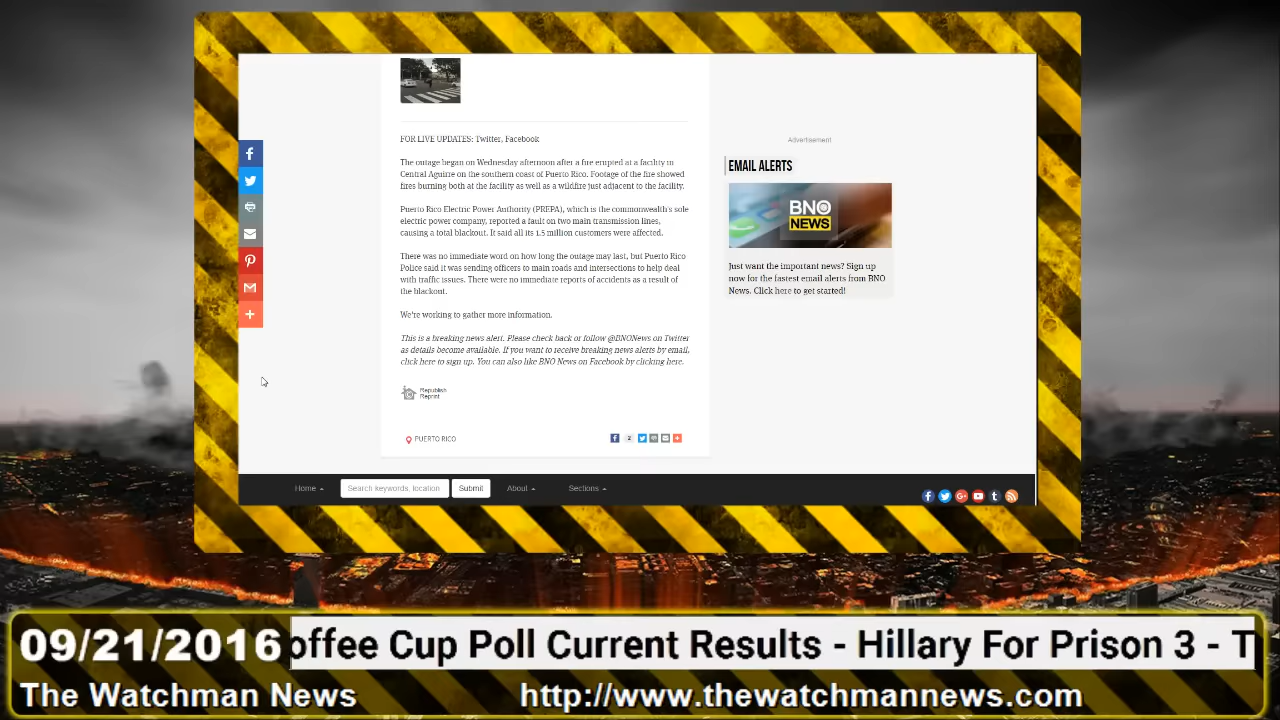 FOR LIVE UPDATES: Twitter, Facebook
The outage began on Wednesday afternoon after a fire erupted at a facility in
Central Aguirre on the southern coast of Puerto Rico. Footage of the fire showed
fires burning both at the facility as well as a wildfire just adjacent to the facility.
Puerto Rico Electric Power Authority (PREPA), which is the commonwealth's sole
electric power company, reported a fault on two main transmission lines,
causing a total blackout. It said all its 1.5 million customers were affected.
There was no immediate word on how long the outage may last, but Puerto Rico
Police said it was sending officers to main roads and intersections to help deal
with traffic issues. There were no immediate reports of accidents as a result of
the blackout.
We're working to gather more information.
This is a breaking news alert. Please check back or follow @BNONews on Twitter
as details become available. If you want to receive breaking news alerts by email,
click here to sign up. You can also like BNO News on Facebook by clicking here.
Republish
Reprint
PUERTO RICO
2
Advertisement
EMAIL ALERTS
BNO
NEWS
Just want the important news? Sign up
now for the fastest email alerts from BNO
News. Click here to get started!
Home Search keywords, location Submit About Sections
09/21/2016 offee Cup Poll Current Results - Hillary For Prison 3 - T
The Watchman News http://www.thewatchmannews.com